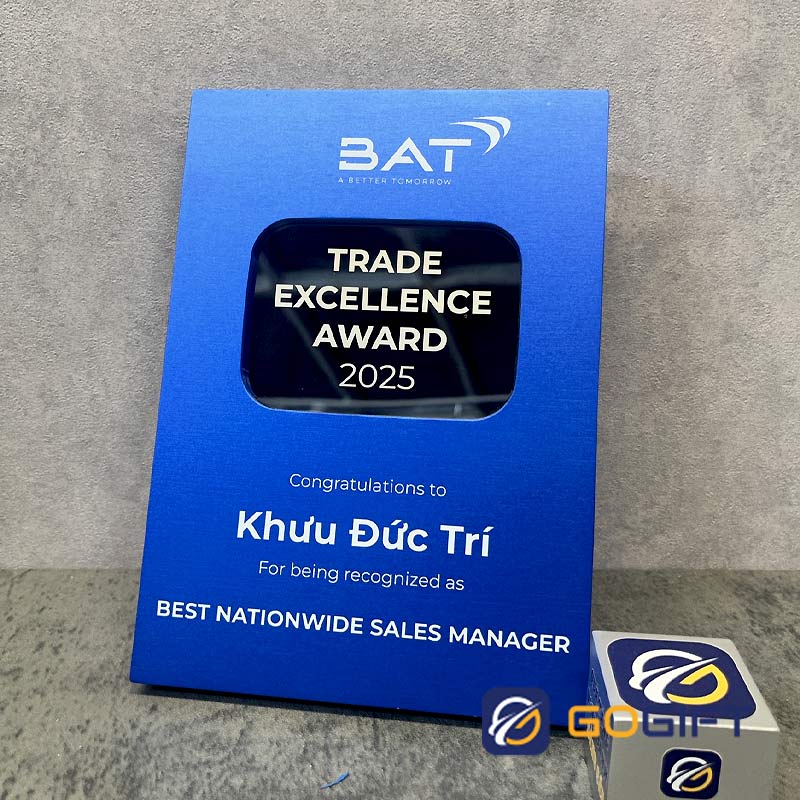 BAT
A BETTER TOMORROW
TRADE
EXCELLENCE
AWARD
2025
Congratulations to
Khưu Đức Trí
For being recognized as
BEST NATIONWIDE SALES MANAGER
GOGIFT